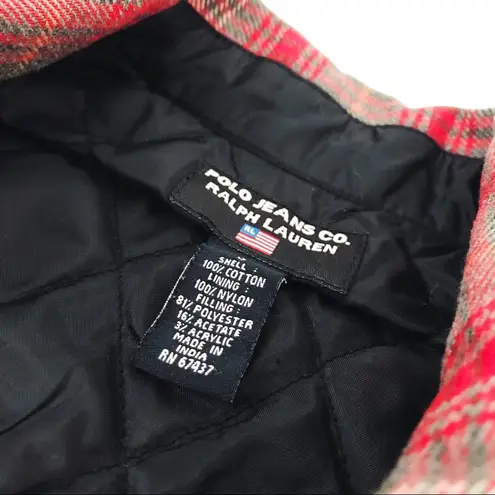 POLO JEANS CO.
RALPH LAUREN
RL
SHELL :
100% COTTON
LINING :
100% NYLON
FILLING :
81% POLYESTER
16% ACETATE
3% ACRYLIC
MADE IN
INDIA
RN 67437